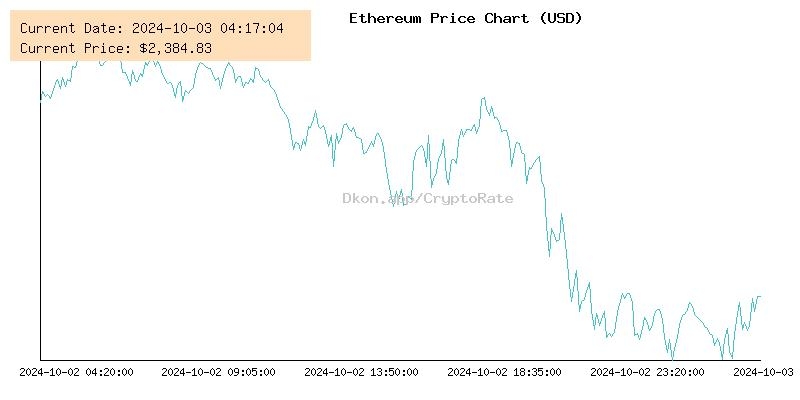 Ethereum Price Chart (USD)
Current Date: 2024-10-03 04:17:04
Current Price: $2,384.83
Dkon.app/CryptoRate
2024-10-02 04:20:00
2024-10-02 09:05:00
2024-10-02 13:50:00
2024-10-02 18:35:00
2024-10-02 23:20:00
2024-10-03